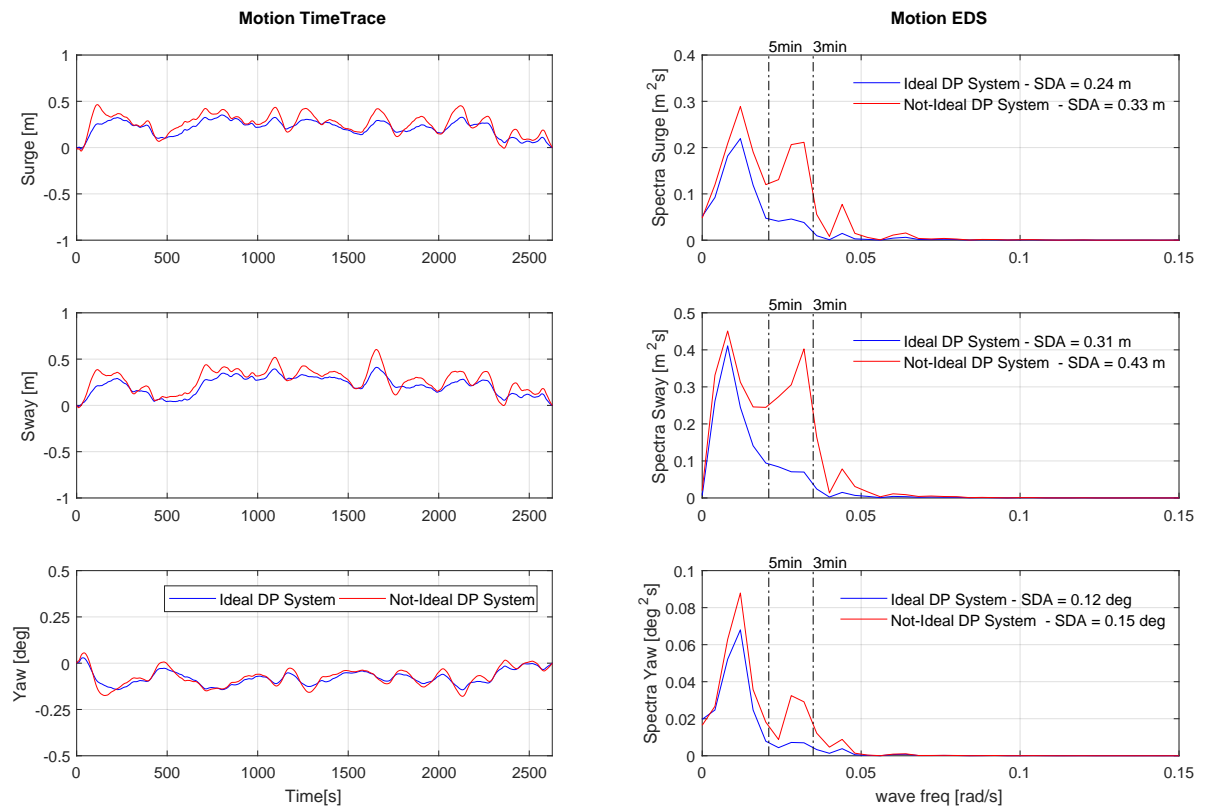 Motion TimeTrace
Surge [m]
1
0.5
0
-0.5
-1
0 500 1000 1500 2000 2500
Sway [m]
1
0.5
0
-0.5
-1
0 500 1000 1500 2000 2500
Yaw [deg]
0.5
0.25
0
-0.25
-0.5
Ideal DP System Not-Ideal DP System
0 500 1000 1500 2000 2500
Time[s]
Motion EDS
5min 3min
Spectra Surge [m²s]
0.4
0.3
0.2
0.1
0
Ideal DP System - SDA = 0.24 m
Not-Ideal DP System - SDA = 0.33 m
0 0.05 0.1 0.15
5min 3min
Spectra Sway [m²s]
0.5
0.4
0.3
0.2
0.1
0
Ideal DP System - SDA = 0.31 m
Not-Ideal DP System - SDA = 0.43 m
0 0.05 0.1 0.15
5min 3min
Spectra Yaw [deg²s]
0.1
0.08
0.06
0.04
0.02
0
Ideal DP System - SDA = 0.12 deg
Not-Ideal DP System - SDA = 0.15 deg
0 0.05 0.1 0.15
wave freq [rad/s]